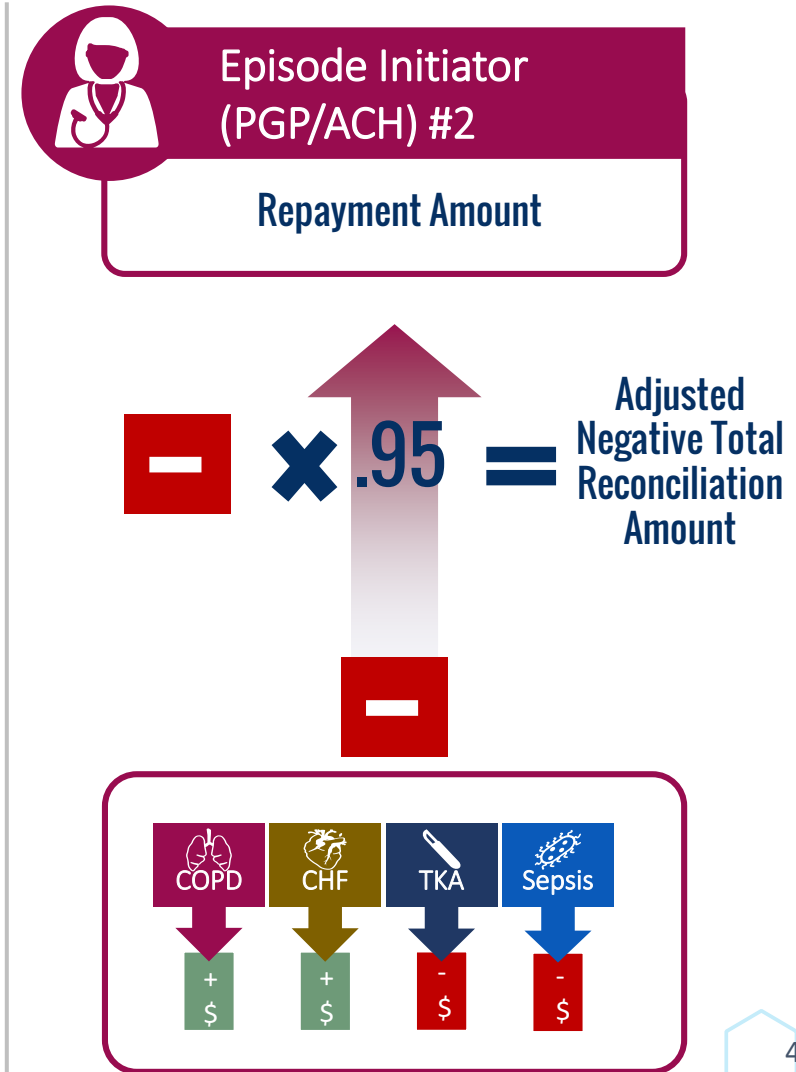 Episode Initiator
(PGP/ACH) #2
Repayment Amount
- × .95 = Adjusted
Negative Total
Reconciliation
Amount
-
COPD CHF TKA Sepsis
+ + - -
$ $ $ $
4